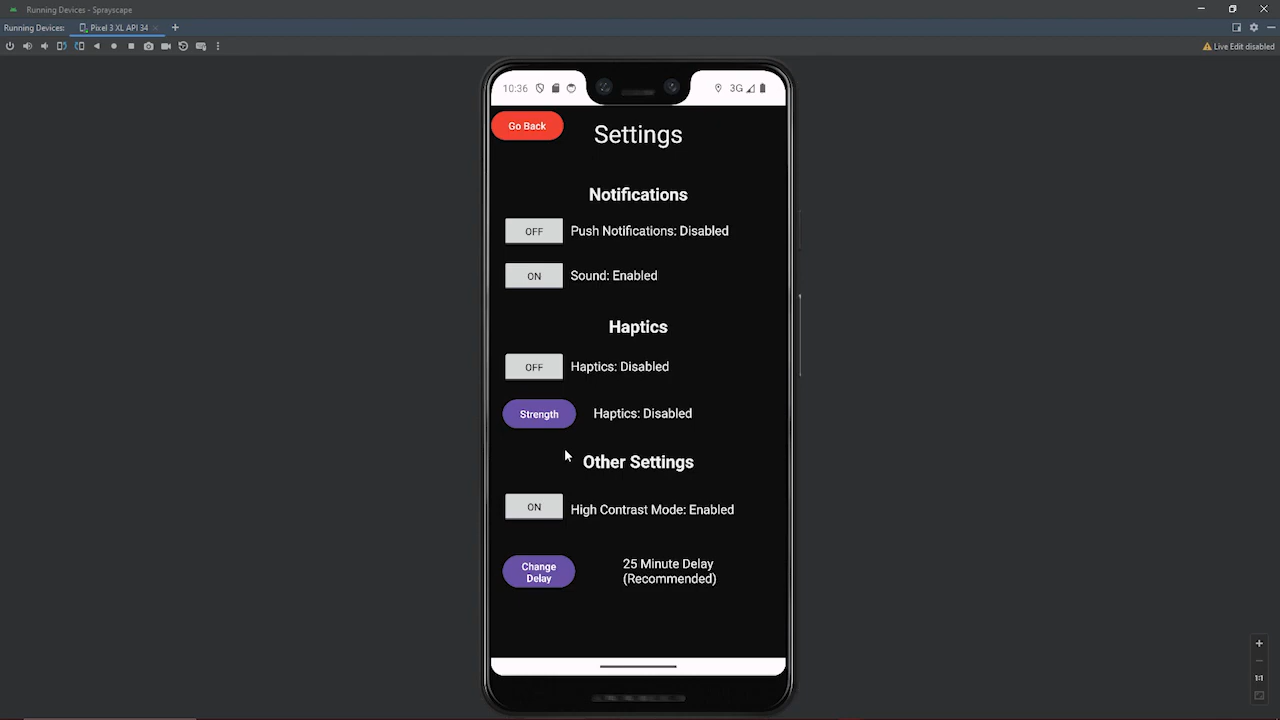 Running Devices - Sprayscape
Running Devices:
Pixel 3 XL API 34
Live Edit disabled
10:36
3G
Go Back
Settings
Notifications
OFF
Push Notifications: Disabled
ON
Sound: Enabled
Haptics
OFF
Haptics: Disabled
Strength
Haptics: Disabled
Other Settings
ON
High Contrast Mode: Enabled
Change
Delay
25 Minute Delay
(Recommended)
1:1